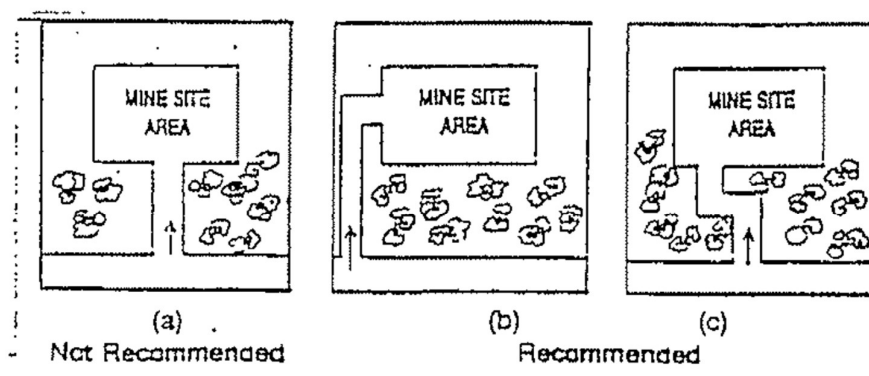 MINE SITE
AREA
MINE SITE
AREA
MINE SITE
AREA
(a)
(b)
(c)
Not Recommended
Recommended